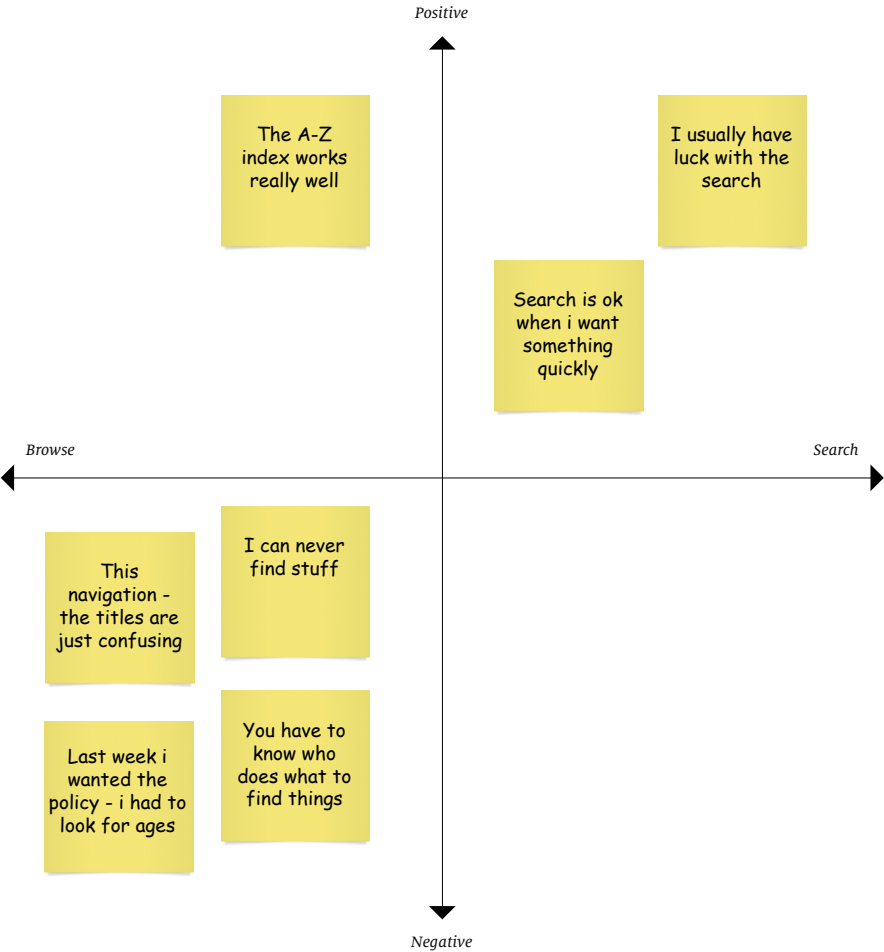 Positive
The A-Z
index works
really well
I usually have
luck with the
search
Search is ok
when i want
something
quickly
Browse
Search
This
navigation -
the titles are
just confusing
I can never
find stuff
Last week i
wanted the
policy - i had to
look for ages
You have to
know who
does what to
find things
Negative